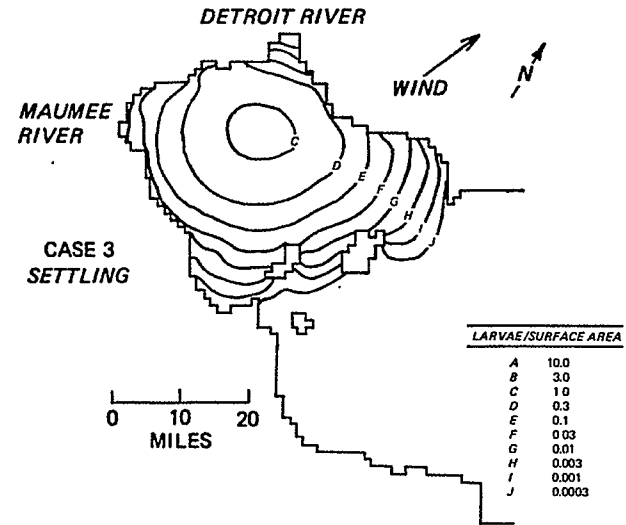 DETROIT RIVER
WIND
N
MAUMEE
RIVER
C
D
E
F
G
H
I
J
CASE 3
SETTLING
0 10 20
MILES
LARVAE/SURFACE AREA
A 10.0
B 3.0
C 1 0
D 0.3
E 0.1
F 0 03
G 0.01
H 0.003
I 0.001
J 0.0003